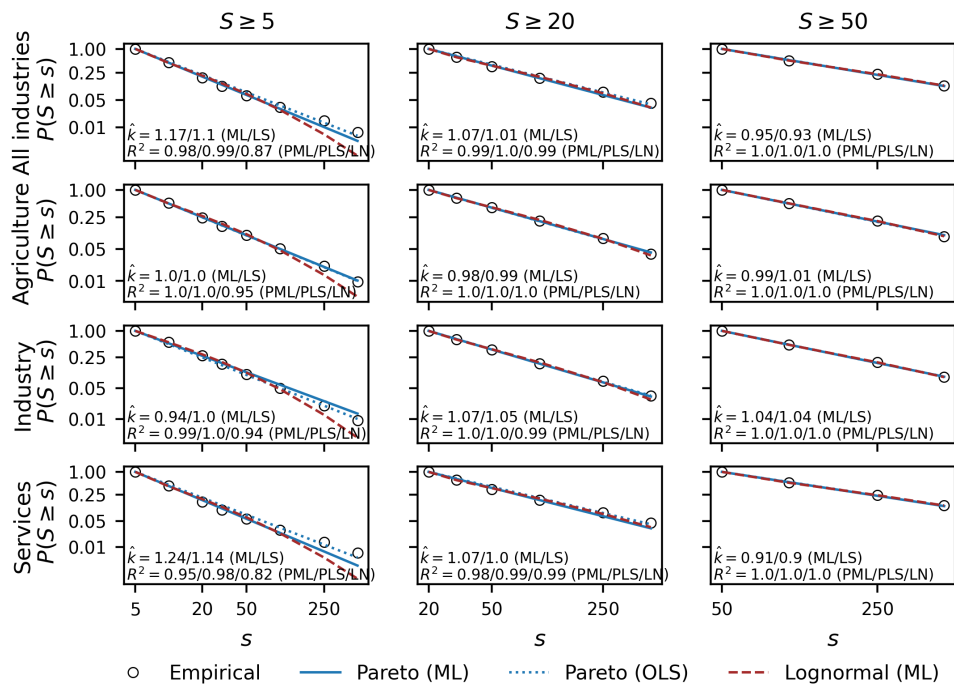 S ≥ 5
S ≥ 20
S ≥ 50
All industries
P(S ≥ s)
1.00
0.25
0.05
0.01
k̂ = 1.17/1.1 (ML/LS)
R² = 0.98/0.99/0.87 (PML/PLS/LN)
k̂ = 1.07/1.01 (ML/LS)
R² = 0.99/1.0/0.99 (PML/PLS/LN)
k̂ = 0.95/0.93 (ML/LS)
R² = 1.0/1.0/1.0 (PML/PLS/LN)
Agriculture
P(S ≥ s)
1.00
0.25
0.05
0.01
k̂ = 1.0/1.0 (ML/LS)
R² = 1.0/1.0/0.95 (PML/PLS/LN)
k̂ = 0.98/0.99 (ML/LS)
R² = 1.0/1.0/1.0 (PML/PLS/LN)
k̂ = 0.99/1.01 (ML/LS)
R² = 1.0/1.0/1.0 (PML/PLS/LN)
Industry
P(S ≥ s)
1.00
0.25
0.05
0.01
k̂ = 0.94/1.0 (ML/LS)
R² = 0.99/1.0/0.94 (PML/PLS/LN)
k̂ = 1.07/1.05 (ML/LS)
R² = 1.0/1.0/0.99 (PML/PLS/LN)
k̂ = 1.04/1.04 (ML/LS)
R² = 1.0/1.0/1.0 (PML/PLS/LN)
Services
P(S ≥ s)
1.00
0.25
0.05
0.01
k̂ = 1.24/1.14 (ML/LS)
R² = 0.95/0.98/0.82 (PML/PLS/LN)
k̂ = 1.07/1.0 (ML/LS)
R² = 0.98/0.99/0.99 (PML/PLS/LN)
k̂ = 0.91/0.9 (ML/LS)
R² = 1.0/1.0/1.0 (PML/PLS/LN)
5 20 50 250
20 50 250
50 250
s
s
s
Empirical
Pareto (ML)
Pareto (OLS)
Lognormal (ML)